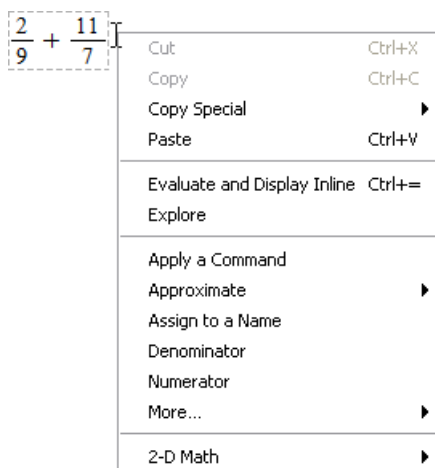 2/9 + 11/7
Cut Ctrl+X
Copy Ctrl+C
Copy Special
Paste Ctrl+V
Evaluate and Display Inline Ctrl+=
Explore
Apply a Command
Approximate
Assign to a Name
Denominator
Numerator
More...
2-D Math